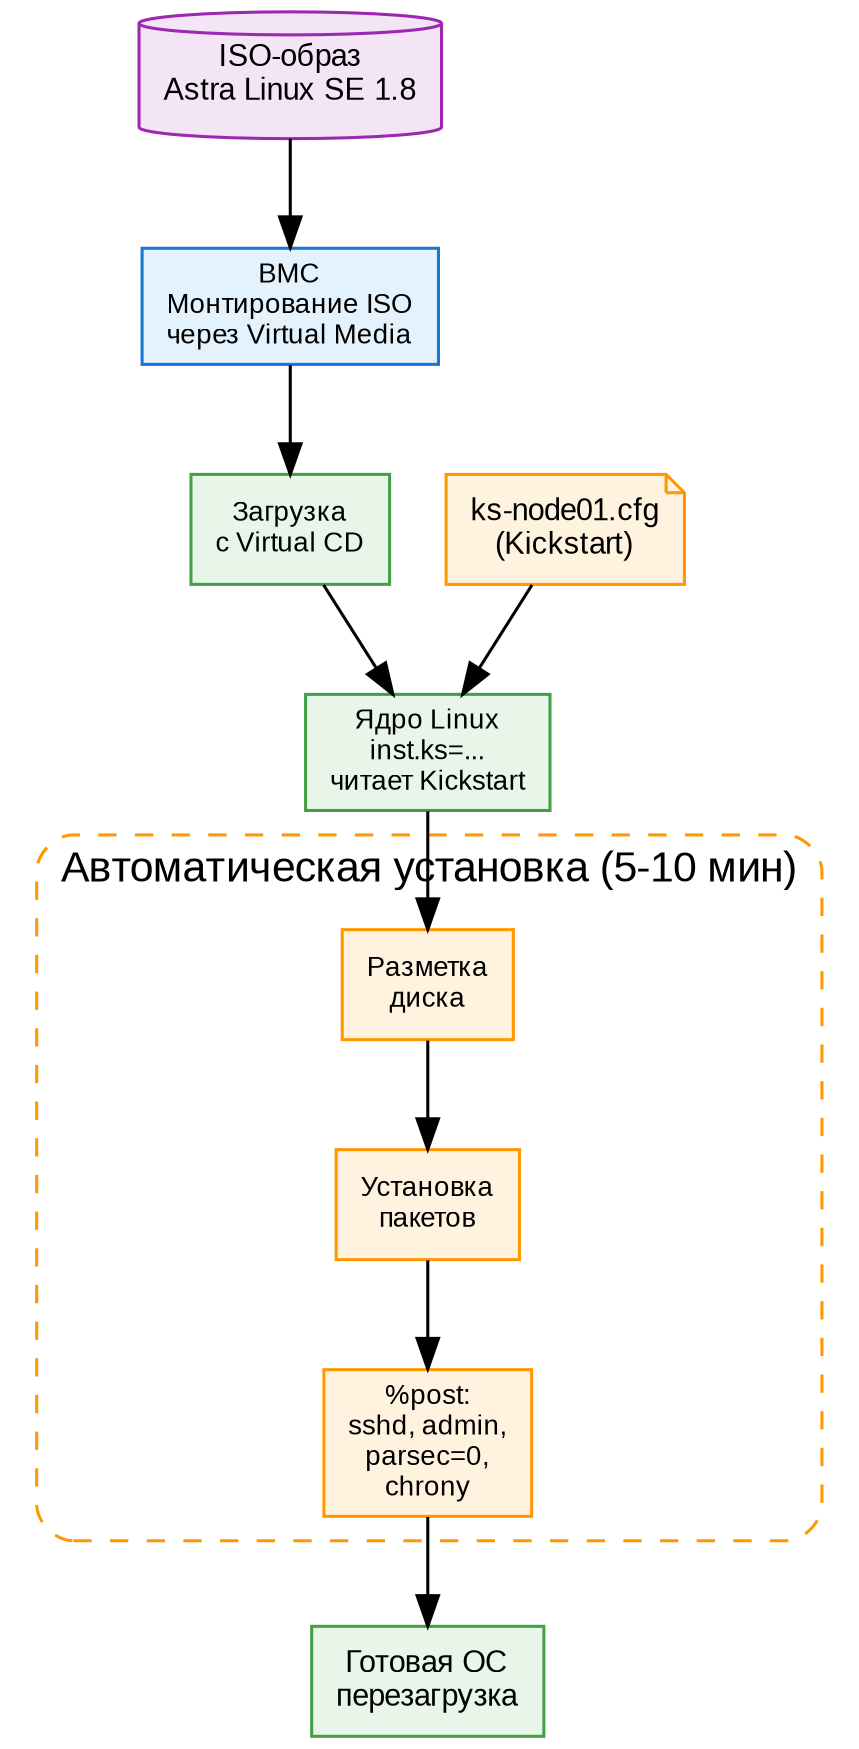 ISO-образ
Astra Linux SE 1.8
BMC
Монтирование ISO
через Virtual Media
Загрузка
с Virtual CD
ks-node01.cfg
(Kickstart)
Ядро Linux
inst.ks=...
читает Kickstart
Автоматическая установка (5-10 мин)
Разметка
диска
Установка
пакетов
%post:
sshd, admin,
parsec=0,
chrony
Готовая ОС
перезагрузка